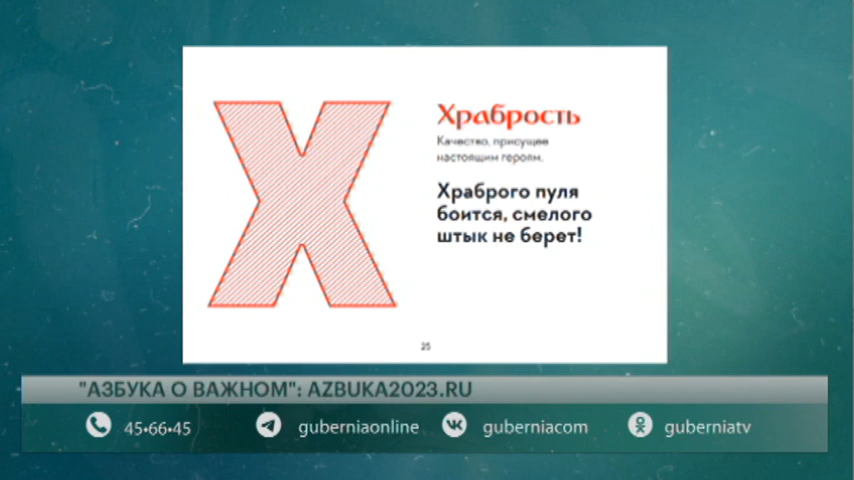 Х
Храбрость
Качество, присущее
настоящим героям.
Храброго пуля
боится, смелого
штык не берет!
25
"АЗБУКА О ВАЖНОМ": AZBUKA2023.RU
45•66•45 guberniaonline guberniacom guberniatv